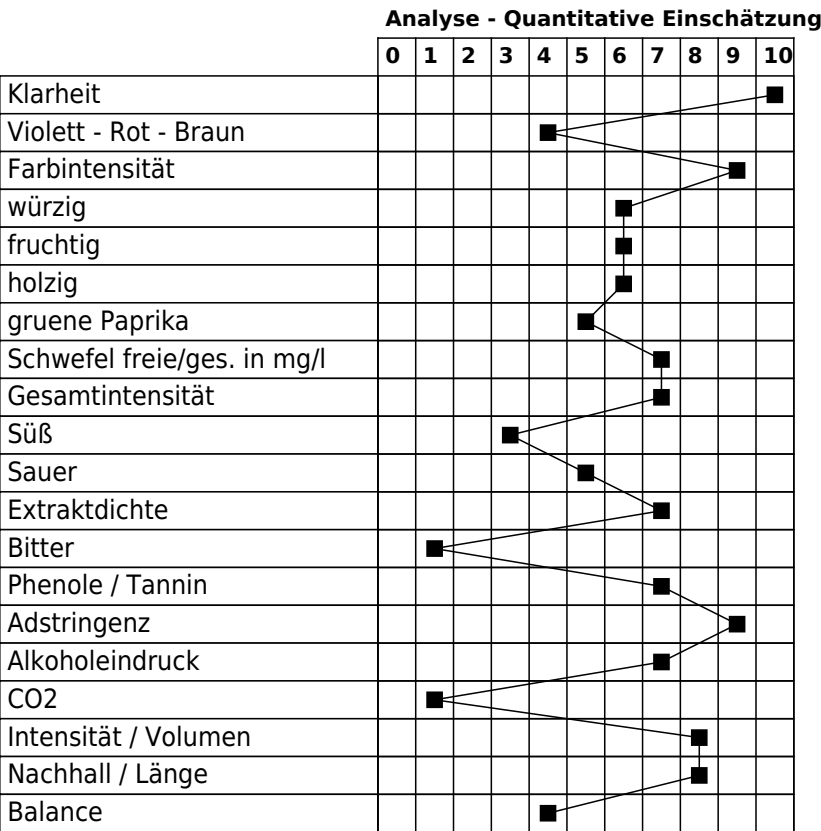 Analyse - Quantitative Einschätzung
0 1 2 3 4 5 6 7 8 9 10
Klarheit
Violett - Rot - Braun
Farbintensität
würzig
fruchtig
holzig
gruene Paprika
Schwefel freie/ges. in mg/l
Gesamtintensität
Süß
Sauer
Extraktdichte
Bitter
Phenole / Tannin
Adstringenz
Alkoholeindruck
CO2
Intensität / Volumen
Nachhall / Länge
Balance